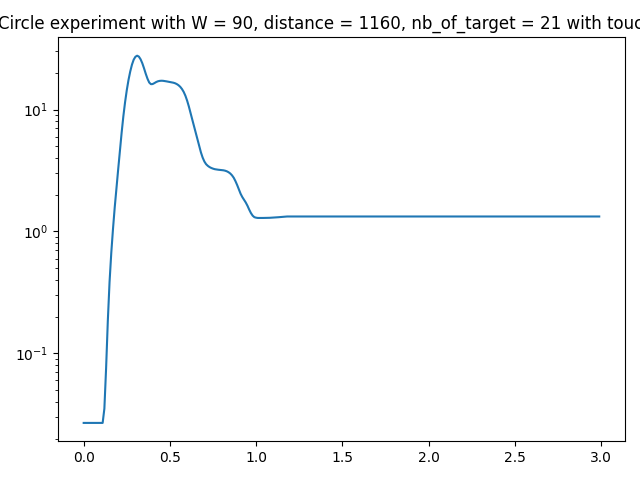 Circle experiment with W = 90, distance = 1160, nb_of_target = 21 with touc
10¹
10⁰
10⁻¹
0.0 0.5 1.0 1.5 2.0 2.5 3.0